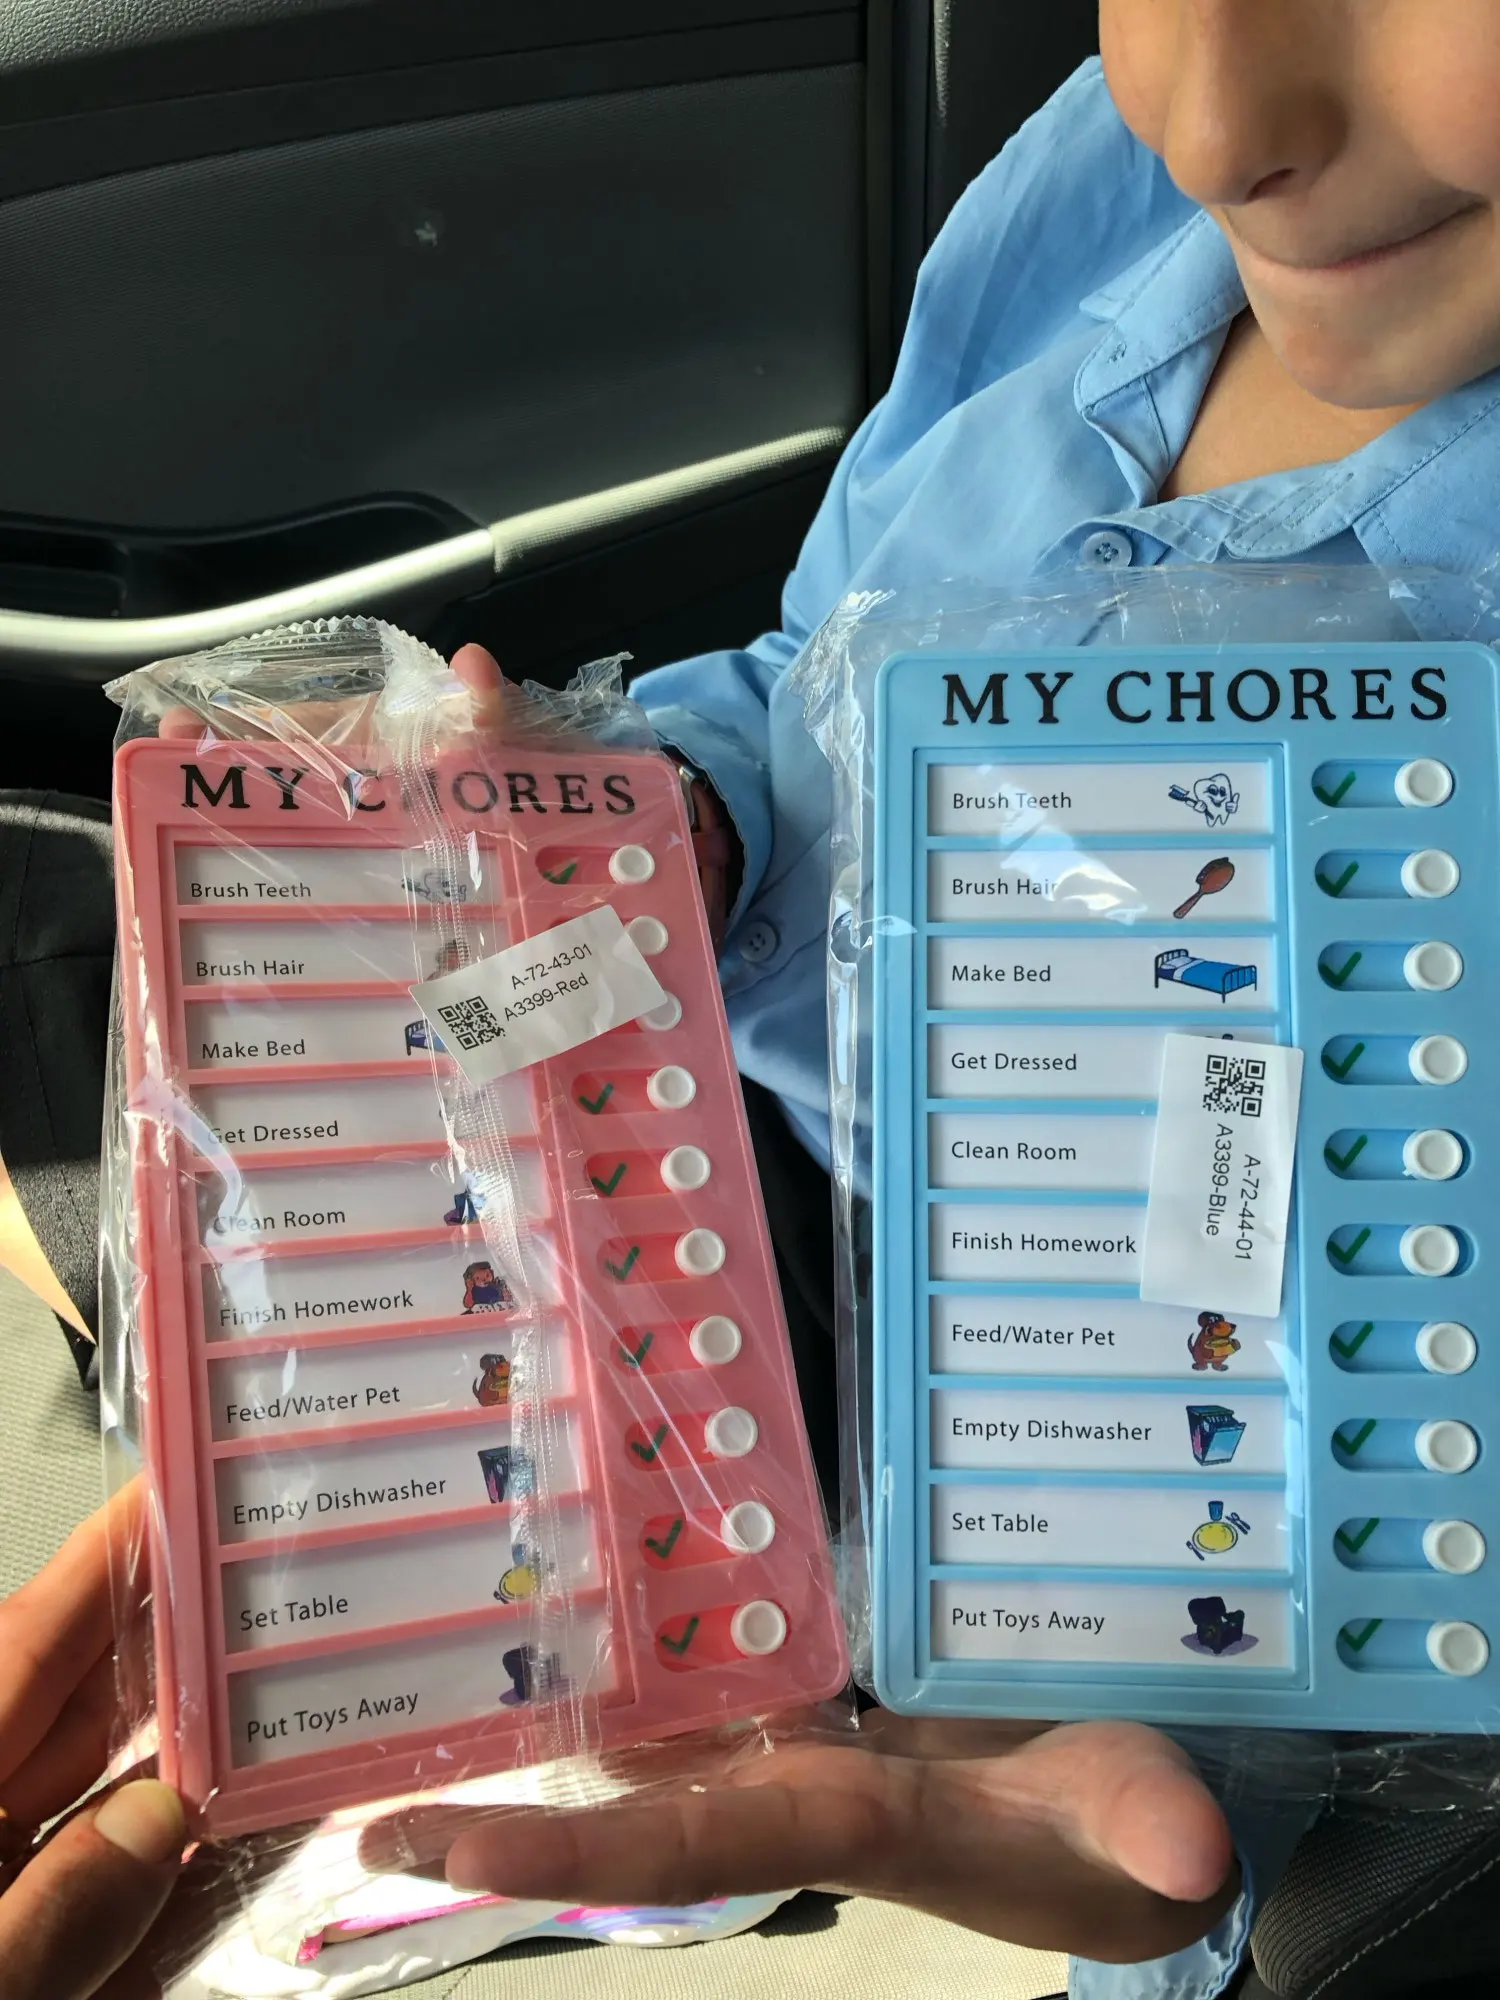 MY CHORES
Brush Teeth
Brush Hair
Make Bed
Get Dressed
Clean Room
Finish Homework
Feed/Water Pet
Empty Dishwasher
Set Table
Put Toys Away
A-72-43-01
A3399-Red
MY CHORES
Brush Teeth
Brush Hair
Make Bed
Get Dressed
Clean Room
Finish Homework
Feed/Water Pet
Empty Dishwasher
Set Table
Put Toys Away
A-72-44-01
A3399-Blue